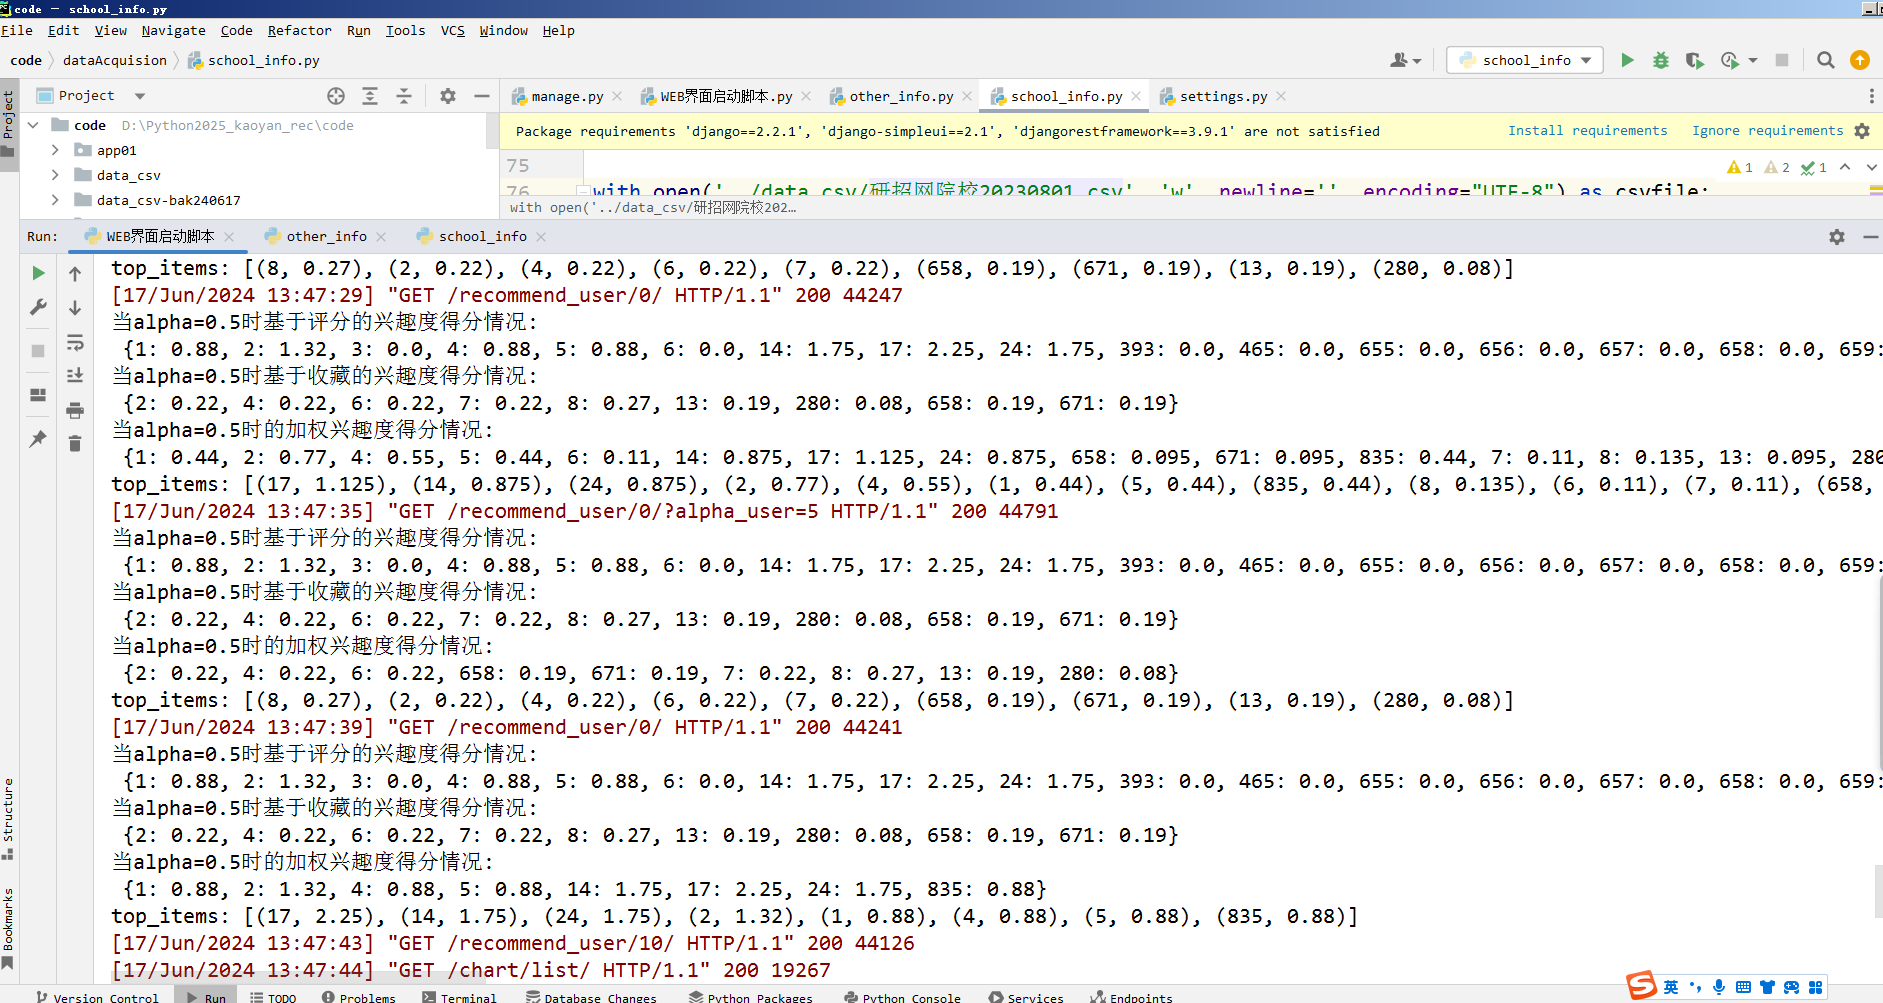 code - school_info.py
File Edit View Navigate Code Refactor Run Tools VCS Window Help
code dataAcquision school_info.py school_info
Project manage.py WEB界面启动脚本.py other_info.py school_info.py settings.py
Project
code D:\Python2025_kaoyan_rec\code
Package requirements 'django==2.2.1', 'django-simpleui==2.1', 'djangorestframework==3.9.1' are not satisfied Install requirements Ignore requirements
app01
75 1 2 1
data_csv
76 with open('../data_csv/研招网院校20230801.csv', 'w', newline='', encoding="UTF-8") as csvfile:
data_csv-bak240617
with open('../data_csv/研招网院校202…
Run: WEB界面启动脚本 other_info school_info
top_items: [(8, 0.27), (2, 0.22), (4, 0.22), (6, 0.22), (7, 0.22), (658, 0.19), (671, 0.19), (13, 0.19), (280, 0.08)]
[17/Jun/2024 13:47:29] "GET /recommend_user/0/ HTTP/1.1" 200 44247
当alpha=0.5时基于评分的兴趣度得分情况:
{1: 0.88, 2: 1.32, 3: 0.0, 4: 0.88, 5: 0.88, 6: 0.0, 14: 1.75, 17: 2.25, 24: 1.75, 393: 0.0, 465: 0.0, 655: 0.0, 656: 0.0, 657: 0.0, 658: 0.0, 659:
当alpha=0.5时基于收藏的兴趣度得分情况:
{2: 0.22, 4: 0.22, 6: 0.22, 7: 0.22, 8: 0.27, 13: 0.19, 280: 0.08, 658: 0.19, 671: 0.19}
当alpha=0.5时的加权兴趣度得分情况:
{1: 0.44, 2: 0.77, 4: 0.55, 5: 0.44, 6: 0.11, 14: 0.875, 17: 1.125, 24: 0.875, 658: 0.095, 671: 0.095, 835: 0.44, 7: 0.11, 8: 0.135, 13: 0.095, 280
top_items: [(17, 1.125), (14, 0.875), (24, 0.875), (2, 0.77), (4, 0.55), (1, 0.44), (5, 0.44), (835, 0.44), (8, 0.135), (6, 0.11), (7, 0.11), (658,
[17/Jun/2024 13:47:35] "GET /recommend_user/0/?alpha_user=5 HTTP/1.1" 200 44791
当alpha=0.5时基于评分的兴趣度得分情况:
{1: 0.88, 2: 1.32, 3: 0.0, 4: 0.88, 5: 0.88, 6: 0.0, 14: 1.75, 17: 2.25, 24: 1.75, 393: 0.0, 465: 0.0, 655: 0.0, 656: 0.0, 657: 0.0, 658: 0.0, 659:
当alpha=0.5时基于收藏的兴趣度得分情况:
{2: 0.22, 4: 0.22, 6: 0.22, 7: 0.22, 8: 0.27, 13: 0.19, 280: 0.08, 658: 0.19, 671: 0.19}
当alpha=0.5时的加权兴趣度得分情况:
{2: 0.22, 4: 0.22, 6: 0.22, 658: 0.19, 671: 0.19, 7: 0.22, 8: 0.27, 13: 0.19, 280: 0.08}
top_items: [(8, 0.27), (2, 0.22), (4, 0.22), (6, 0.22), (7, 0.22), (658, 0.19), (671, 0.19), (13, 0.19), (280, 0.08)]
[17/Jun/2024 13:47:39] "GET /recommend_user/0/ HTTP/1.1" 200 44241
当alpha=0.5时基于评分的兴趣度得分情况:
{1: 0.88, 2: 1.32, 3: 0.0, 4: 0.88, 5: 0.88, 6: 0.0, 14: 1.75, 17: 2.25, 24: 1.75, 393: 0.0, 465: 0.0, 655: 0.0, 656: 0.0, 657: 0.0, 658: 0.0, 659:
当alpha=0.5时基于收藏的兴趣度得分情况:
{2: 0.22, 4: 0.22, 6: 0.22, 7: 0.22, 8: 0.27, 13: 0.19, 280: 0.08, 658: 0.19, 671: 0.19}
Structure
当alpha=0.5时的加权兴趣度得分情况:
{1: 0.88, 2: 1.32, 4: 0.88, 5: 0.88, 14: 1.75, 17: 2.25, 24: 1.75, 835: 0.88}
top_items: [(17, 2.25), (14, 1.75), (24, 1.75), (2, 1.32), (1, 0.88), (4, 0.88), (5, 0.88), (835, 0.88)]
Bookmarks
[17/Jun/2024 13:47:43] "GET /recommend_user/10/ HTTP/1.1" 200 44126
[17/Jun/2024 13:47:44] "GET /chart/list/ HTTP/1.1" 200 19267
英
Version Control Run TODO Problems Terminal Database Changes Python Packages Python Console Services Endpoints